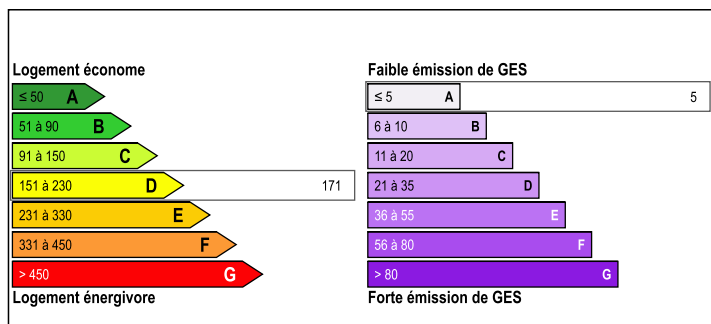 Logement économe
≤ 50 A
51 à 90 B
91 à 150 C
151 à 230 D 171
231 à 330 E
331 à 450 F
> 450 G
Logement énergivore
Faible émission de GES
≤ 5 A 5
6 à 10 B
11 à 20 C
21 à 35 D
36 à 55 E
56 à 80 F
> 80 G
Forte émission de GES